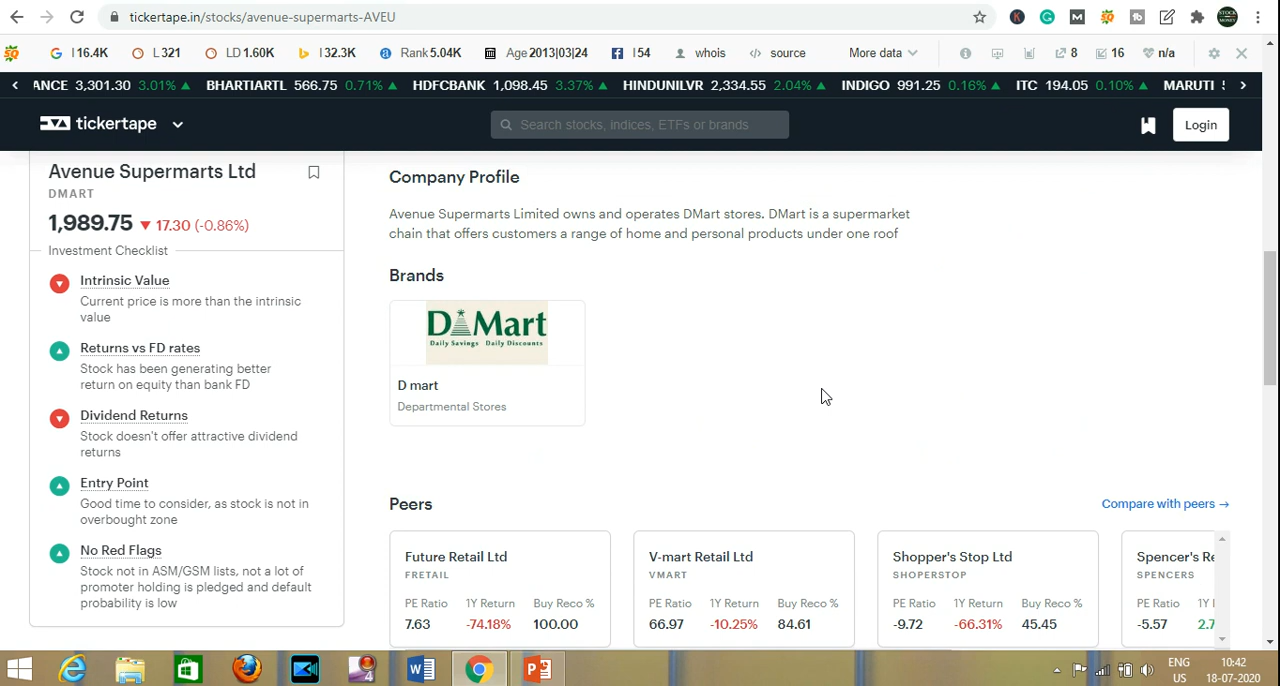 tickertape.in/stocks/avenue-supermarts-AVEU
I 16.4K L 321 LD 1.60K I 32.3K Rank 5.04K Age 2013|03|24 I 54 whois source More data 8 16 n/a
ANCE 3,301.30 3.01% BHARTIARTL 566.75 0.71% HDFCBANK 1,098.45 3.37% HINDUNILVR 2,334.55 2.04% INDIGO 991.25 0.16% ITC 194.05 0.10% MARUTI
tickertape
Search stocks, indices, ETFs or brands
Login
Avenue Supermarts Ltd
DMART
1,989.75 ▼ 17.30 (-0.86%)
Investment Checklist
Intrinsic Value
Current price is more than the intrinsic
value
Returns vs FD rates
Stock has been generating better
return on equity than bank FD
Dividend Returns
Stock doesn't offer attractive dividend
returns
Entry Point
Good time to consider, as stock is not in
overbought zone
No Red Flags
Stock not in ASM/GSM lists, not a lot of
promoter holding is pledged and default
probability is low
Company Profile
Avenue Supermarts Limited owns and operates DMart stores. DMart is a supermarket
chain that offers customers a range of home and personal products under one roof
Brands
D Mart
Daily Savings Daily Discounts
D mart
Departmental Stores
Peers
Compare with peers →
Future Retail Ltd
FRETAIL
PE Ratio 1Y Return Buy Reco %
7.63 -74.18% 100.00
V-mart Retail Ltd
VMART
PE Ratio 1Y Return Buy Reco %
66.97 -10.25% 84.61
Shopper's Stop Ltd
SHOPERSTOP
PE Ratio 1Y Return Buy Reco %
-9.72 -66.31% 45.45
Spencer's Re
SPENCERS
PE Ratio 1Y
-5.57 2.7
ENG
US
10:42
18-07-2020